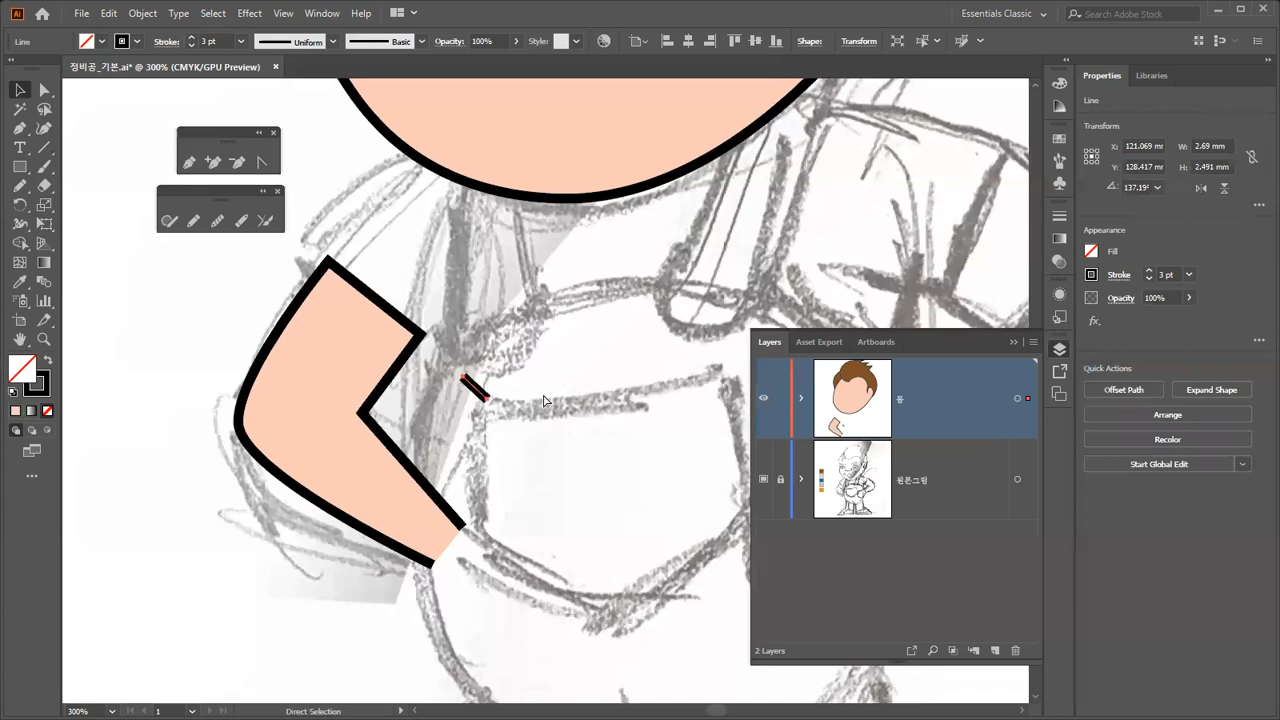 Ai File Edit Object Type Select Effect View Window Help Essentials Classic Search Adobe Stock
Line Stroke: 3 pt Uniform Basic Opacity: 100% Style: Shape: Transform
정비공_기본.ai* @ 300% (CMYK/GPU Preview)
Properties Libraries
Line
Transform
X: 121.069 mr W: 2.69 mm
Y: 128.417 mr H: 2.491 mm
137.19°
Appearance
Fill
Stroke 3 pt
Opacity 100%
fx.
Quick Actions
Offset Path Expand Shape
Arrange
Recolor
Start Global Edit
Layers Asset Export Artboards
몸
원본그림
2 Layers
300% 1 Direct Selection